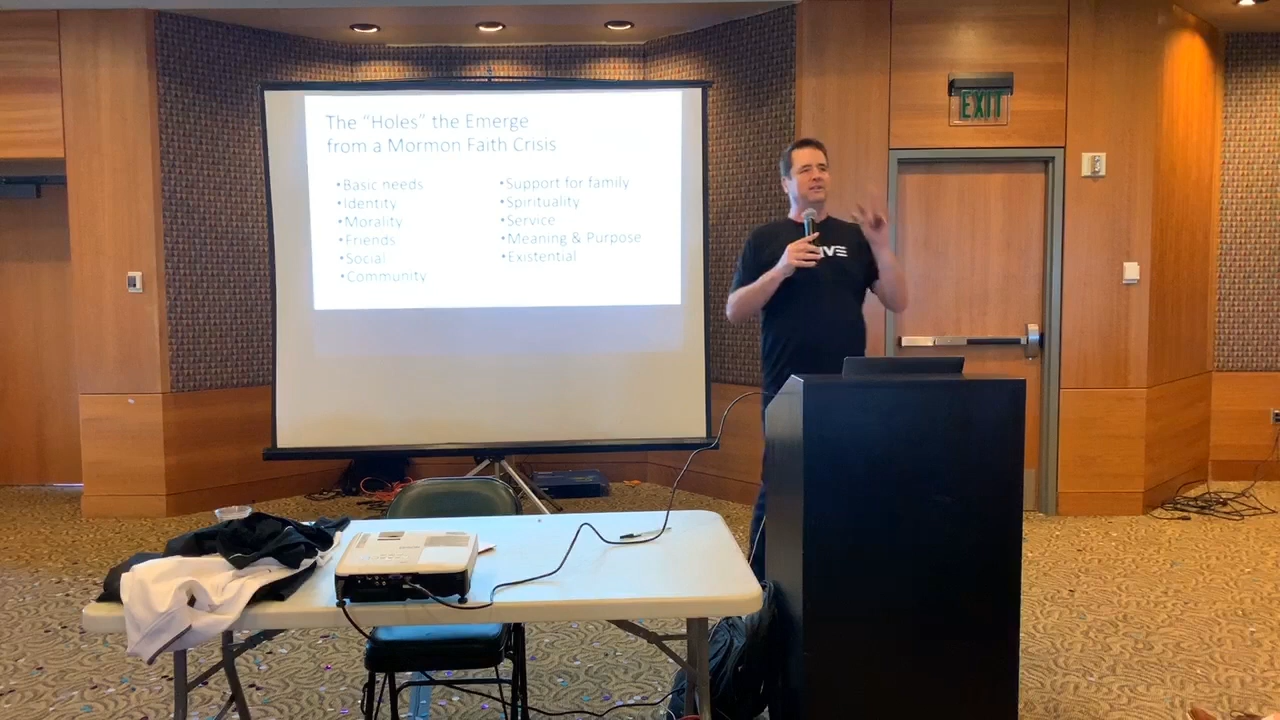 The “Holes” the Emerge
from a Mormon Faith Crisis
•Basic needs
•Identity
•Morality
•Friends
•Social
•Community
•Support for family
•Spirituality
•Service
•Meaning & Purpose
•Existential
EXIT